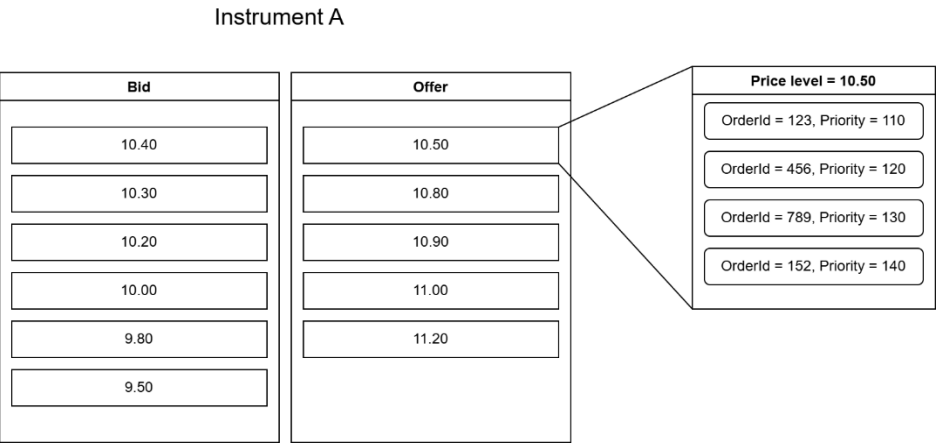 Instrument A
Bid
10.40
10.30
10.20
10.00
9.80
9.50
Offer
10.50
10.80
10.90
11.00
11.20
Price level = 10.50
OrderId = 123, Priority = 110
OrderId = 456, Priority = 120
OrderId = 789, Priority = 130
OrderId = 152, Priority = 140